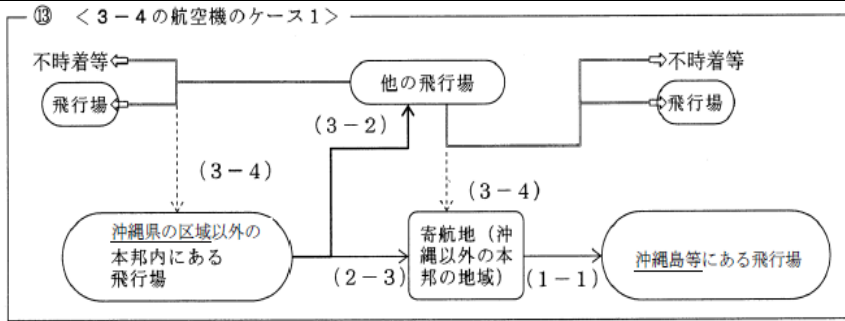 ⑬ <3-4の航空機のケース1>
不時着等
飛行場
他の飛行場
不時着等
飛行場
(3-2)
(3-4)
(3-4)
沖縄県の区域以外の
本邦内にある
飛行場
(2-3)
寄航地(沖
縄以外の本
邦の地域)
(1-1)
沖縄島等にある飛行場